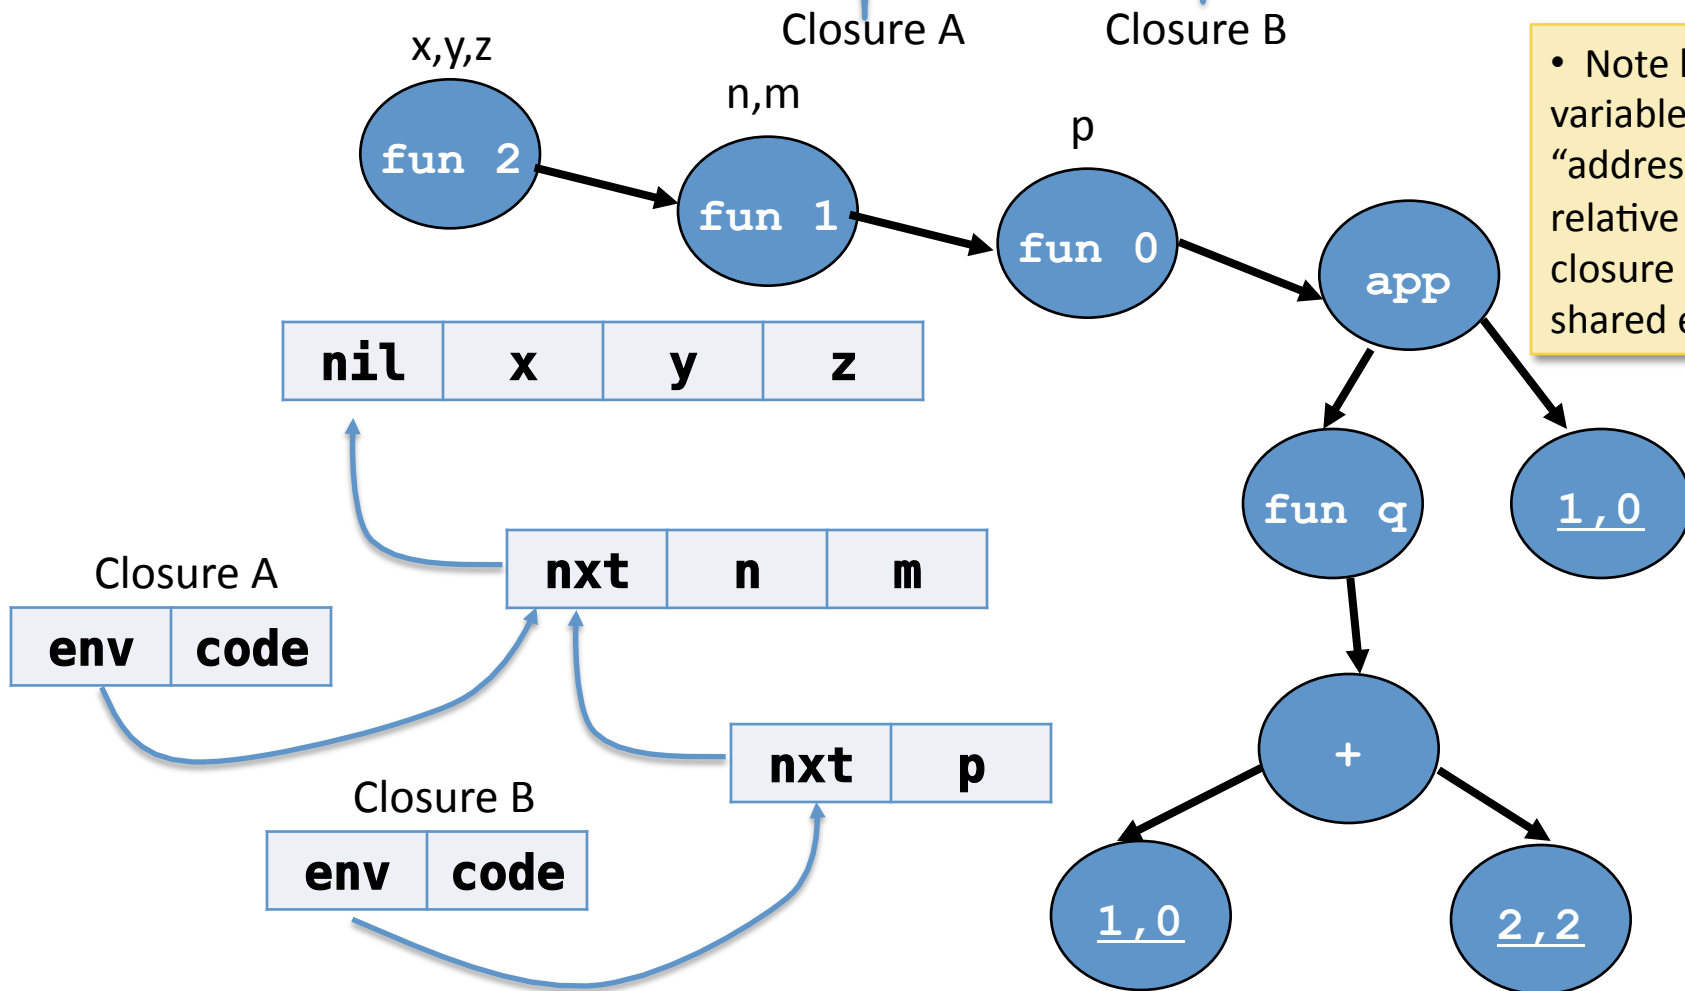 Closure A
Closure B
x,y,z
n,m
p
• Note
variable
“addres
relative
closure
shared e
fun 2
fun 1
fun 0
app
nil x y z
fun q
1,0
nxt n m
Closure A
env code
+
nxt p
Closure B
env code
1,0
2,2